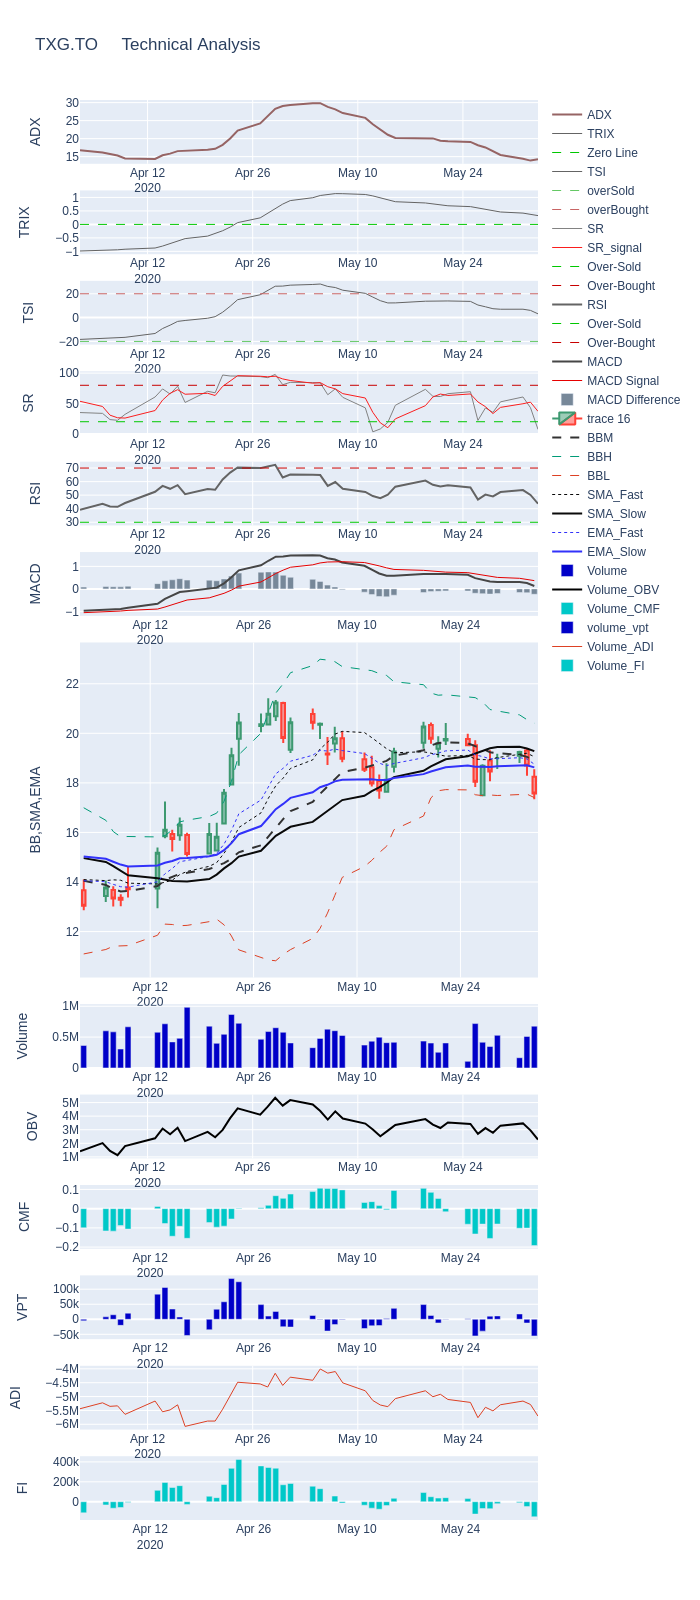 TXG.TO Technical Analysis
ADX
30
25
20
15
Apr 12
2020
Apr 26
May 10
May 24
TRIX
1
0.5
0
−0.5
−1
Apr 12
2020
Apr 26
May 10
May 24
TSI
20
0
−20
Apr 12
2020
Apr 26
May 10
May 24
SR
100
50
0
Apr 12
2020
Apr 26
May 10
May 24
RSI
70
60
50
40
30
Apr 12
2020
Apr 26
May 10
May 24
MACD
1
0
−1
Apr 12
2020
Apr 26
May 10
May 24
BB,SMA,EMA
22
20
18
16
14
12
Apr 12
2020
Apr 26
May 10
May 24
Volume
1M
0.5M
0
Apr 12
2020
Apr 26
May 10
May 24
OBV
5M
4M
3M
2M
1M
Apr 12
2020
Apr 26
May 10
May 24
CMF
0.1
0
−0.1
−0.2
Apr 12
2020
Apr 26
May 10
May 24
VPT
100k
50k
0
−50k
Apr 12
2020
Apr 26
May 10
May 24
ADI
−4M
−4.5M
−5M
−5.5M
−6M
Apr 12
2020
Apr 26
May 10
May 24
FI
400k
200k
0
Apr 12
2020
Apr 26
May 10
May 24
ADX
TRIX
Zero Line
TSI
overSold
overBought
SR
SR_signal
Over-Sold
Over-Bought
RSI
Over-Sold
Over-Bought
MACD
MACD Signal
MACD Difference
trace 16
BBM
BBH
BBL
SMA_Fast
SMA_Slow
EMA_Fast
EMA_Slow
Volume
Volume_OBV
Volume_CMF
volume_vpt
Volume_ADI
Volume_FI